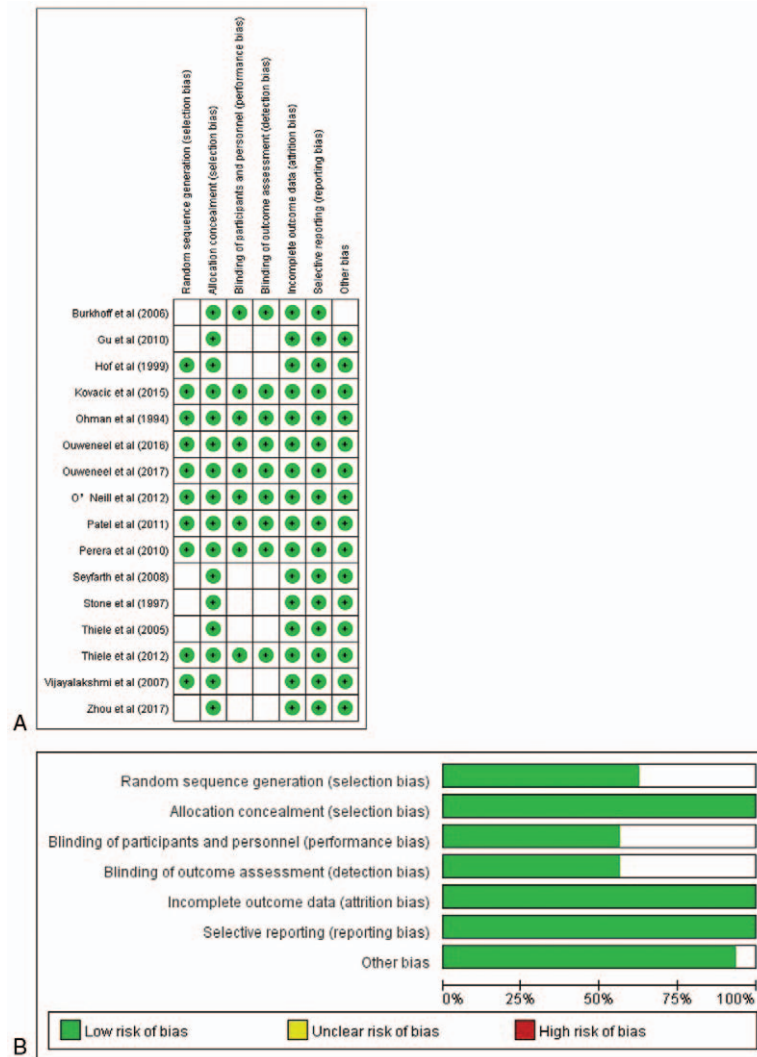 Random sequence generation (selection bias)
Allocation concealment (selection bias)
Blinding of participants and personnel (performance bias)
Blinding of outcome assessment (detection bias)
Incomplete outcome data (attrition bias)
Selective reporting (reporting bias)
Other bias
Burkhoff et al (2006)
Gu et al (2010)
Hof et al (1999)
Kovacic et al (2015)
Ohman et al (1994)
Ouweneel et al (2016)
Ouweneel et al (2017)
O' Neill et al (2012)
Patel et al (2011)
Perera et al (2010)
Seyfarth et al (2008)
Stone et al (1997)
Thiele et al (2005)
Thiele et al (2012)
Vijayalakshmi et al (2007)
Zhou et al (2017)
A
Random sequence generation (selection bias)
Allocation concealment (selection bias)
Blinding of participants and personnel (performance bias)
Blinding of outcome assessment (detection bias)
Incomplete outcome data (attrition bias)
Selective reporting (reporting bias)
Other bias
0% 25% 50% 75% 100%
Low risk of bias Unclear risk of bias High risk of bias
B